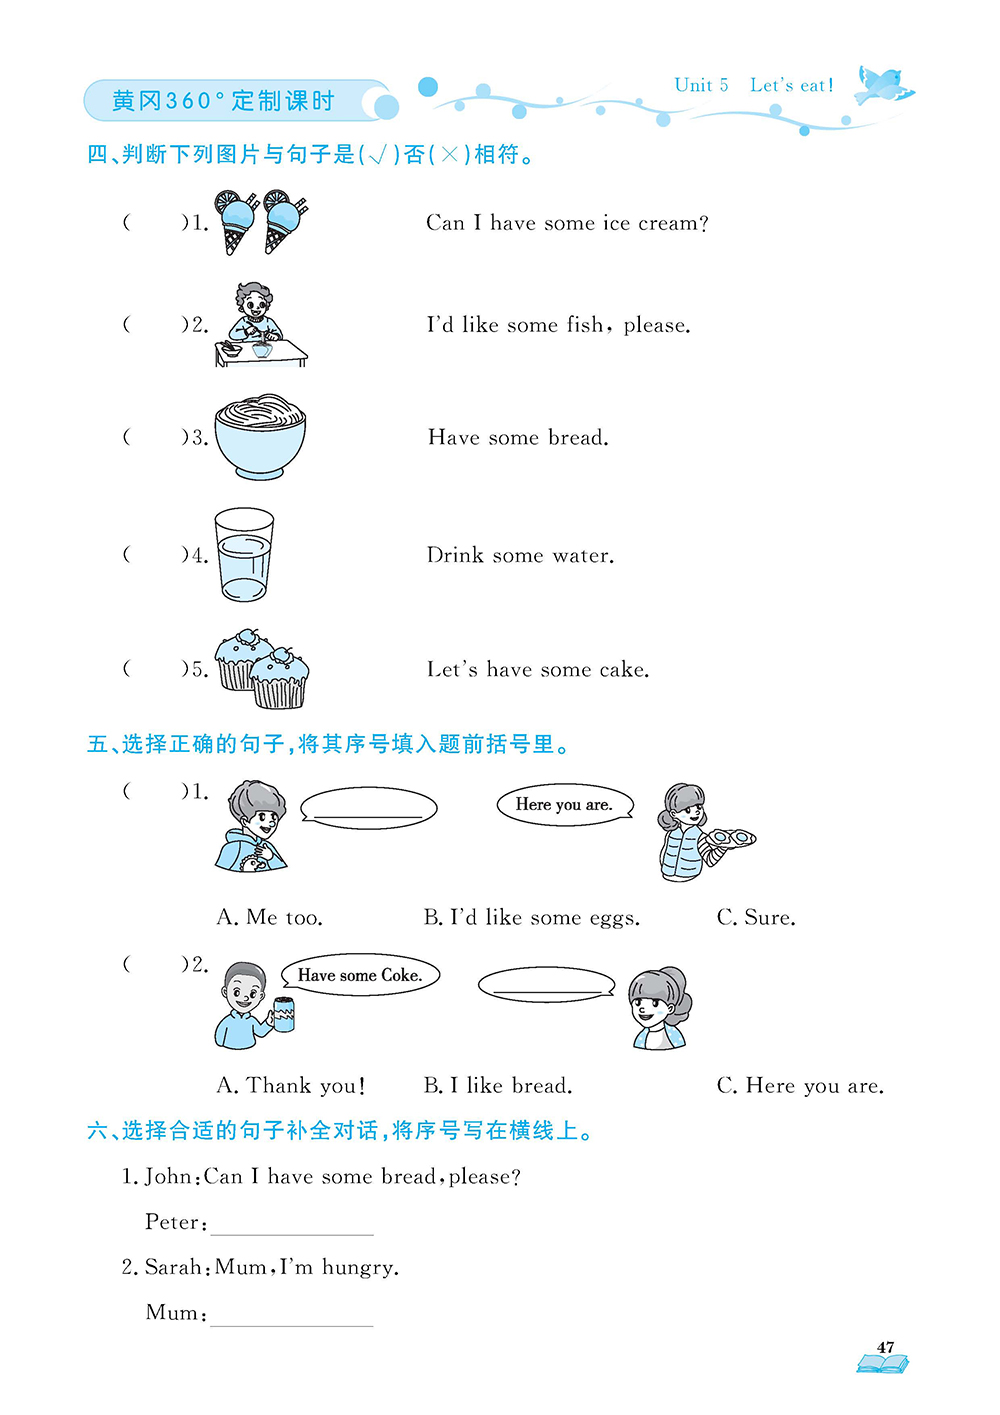 黄冈360°定制课时
Unit 5 Let's eat!
四、判断下列图片与句子是(√)否(×)相符。
( )1. Can I have some ice cream?
( )2. I'd like some fish, please.
( )3. Have some bread.
( )4. Drink some water.
( )5. Let's have some cake.
五、选择正确的句子,将其序号填入题前括号里。
( )1. ____________ Here you are.
A. Me too. B. I'd like some eggs. C. Sure.
( )2. Have some Coke. ____________
A. Thank you! B. I like bread. C. Here you are.
六、选择合适的句子补全对话,将序号写在横线上。
1. John:Can I have some bread,please?
Peter:____________
2. Sarah:Mum,I'm hungry.
Mum:____________
47